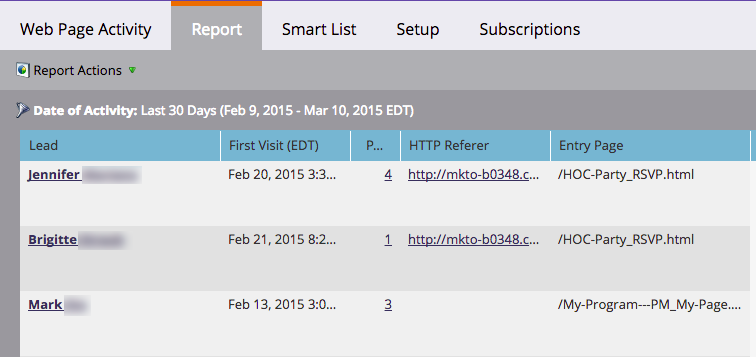 Web Page Activity Report Smart List Setup Subscriptions
Report Actions
Date of Activity: Last 30 Days (Feb 9, 2015 - Mar 10, 2015 EDT)
Lead First Visit (EDT) P... HTTP Referer Entry Page
Jennifer Feb 20, 2015 3:3... 4 http://mkto-b0348.c... /HOC-Party_RSVP.html
Brigitte Feb 21, 2015 8:2... 1 http://mkto-b0348.c... /HOC-Party_RSVP.html
Mark Feb 13, 2015 3:0... 3 /My-Program---PM_My-Page....